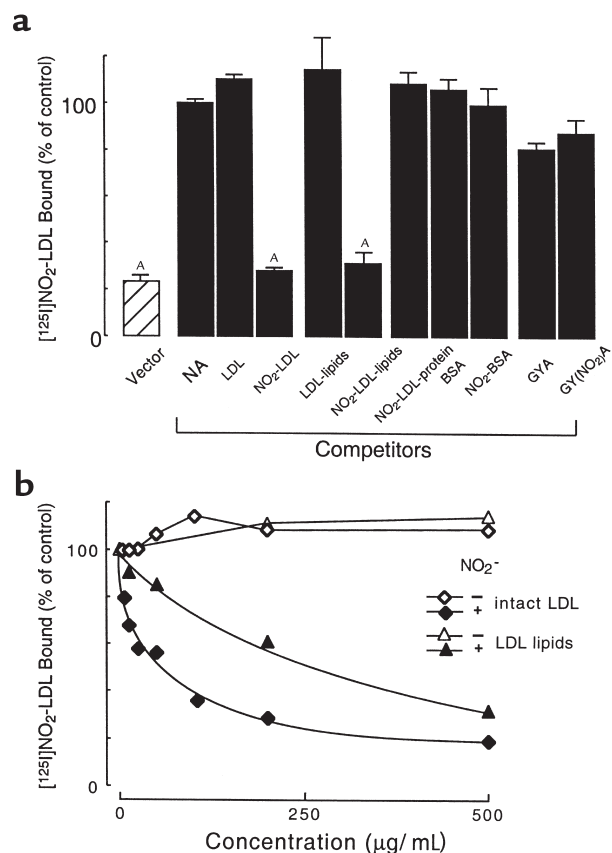 a
[¹²⁵I]NO₂-LDL Bound (% of control)
100
0
A
A
A
Vector
NA
LDL
NO₂-LDL
LDL-lipids
NO₂-LDL-lipids
NO₂-LDL-protein
BSA
NO₂-BSA
GYA
GY(NO₂)A
Competitors
b
[¹²⁵I]NO₂-LDL Bound (% of control)
100
0
NO₂⁻
− intact LDL
+
− LDL lipids
+
0 250 500
Concentration (μg/ mL)